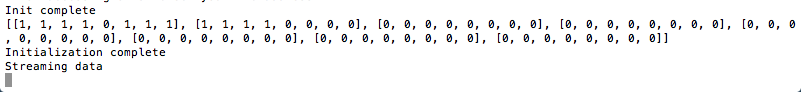 Init complete
[[1, 1, 1, 1, 0, 1, 1, 1], [1, 1, 1, 1, 0, 0, 0, 0], [0, 0, 0, 0, 0, 0, 0, 0], [0, 0, 0, 0, 0, 0, 0, 0], [0, 0, 0
, 0, 0, 0, 0, 0], [0, 0, 0, 0, 0, 0, 0, 0], [0, 0, 0, 0, 0, 0, 0, 0], [0, 0, 0, 0, 0, 0, 0, 0]]
Initialization complete
Streaming data